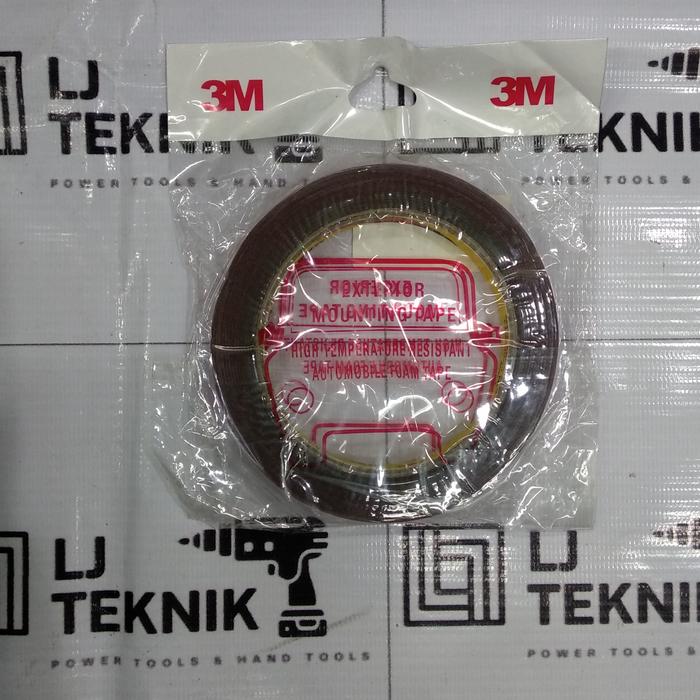 3M 3M
LJ
TEKNIK
POWER TOOLS & HAND
TEKNIK
POWER TOOLS &
EXTERIOR
MOUNTING TAPE
HIGH TEMPERATURE RESISTANT
AUTOMOBILE FOAM TAPE
LJ
TEKNIK
POWER TOOLS & HAND TOOLS
LJ
TEKNIK
POWER TOOLS &